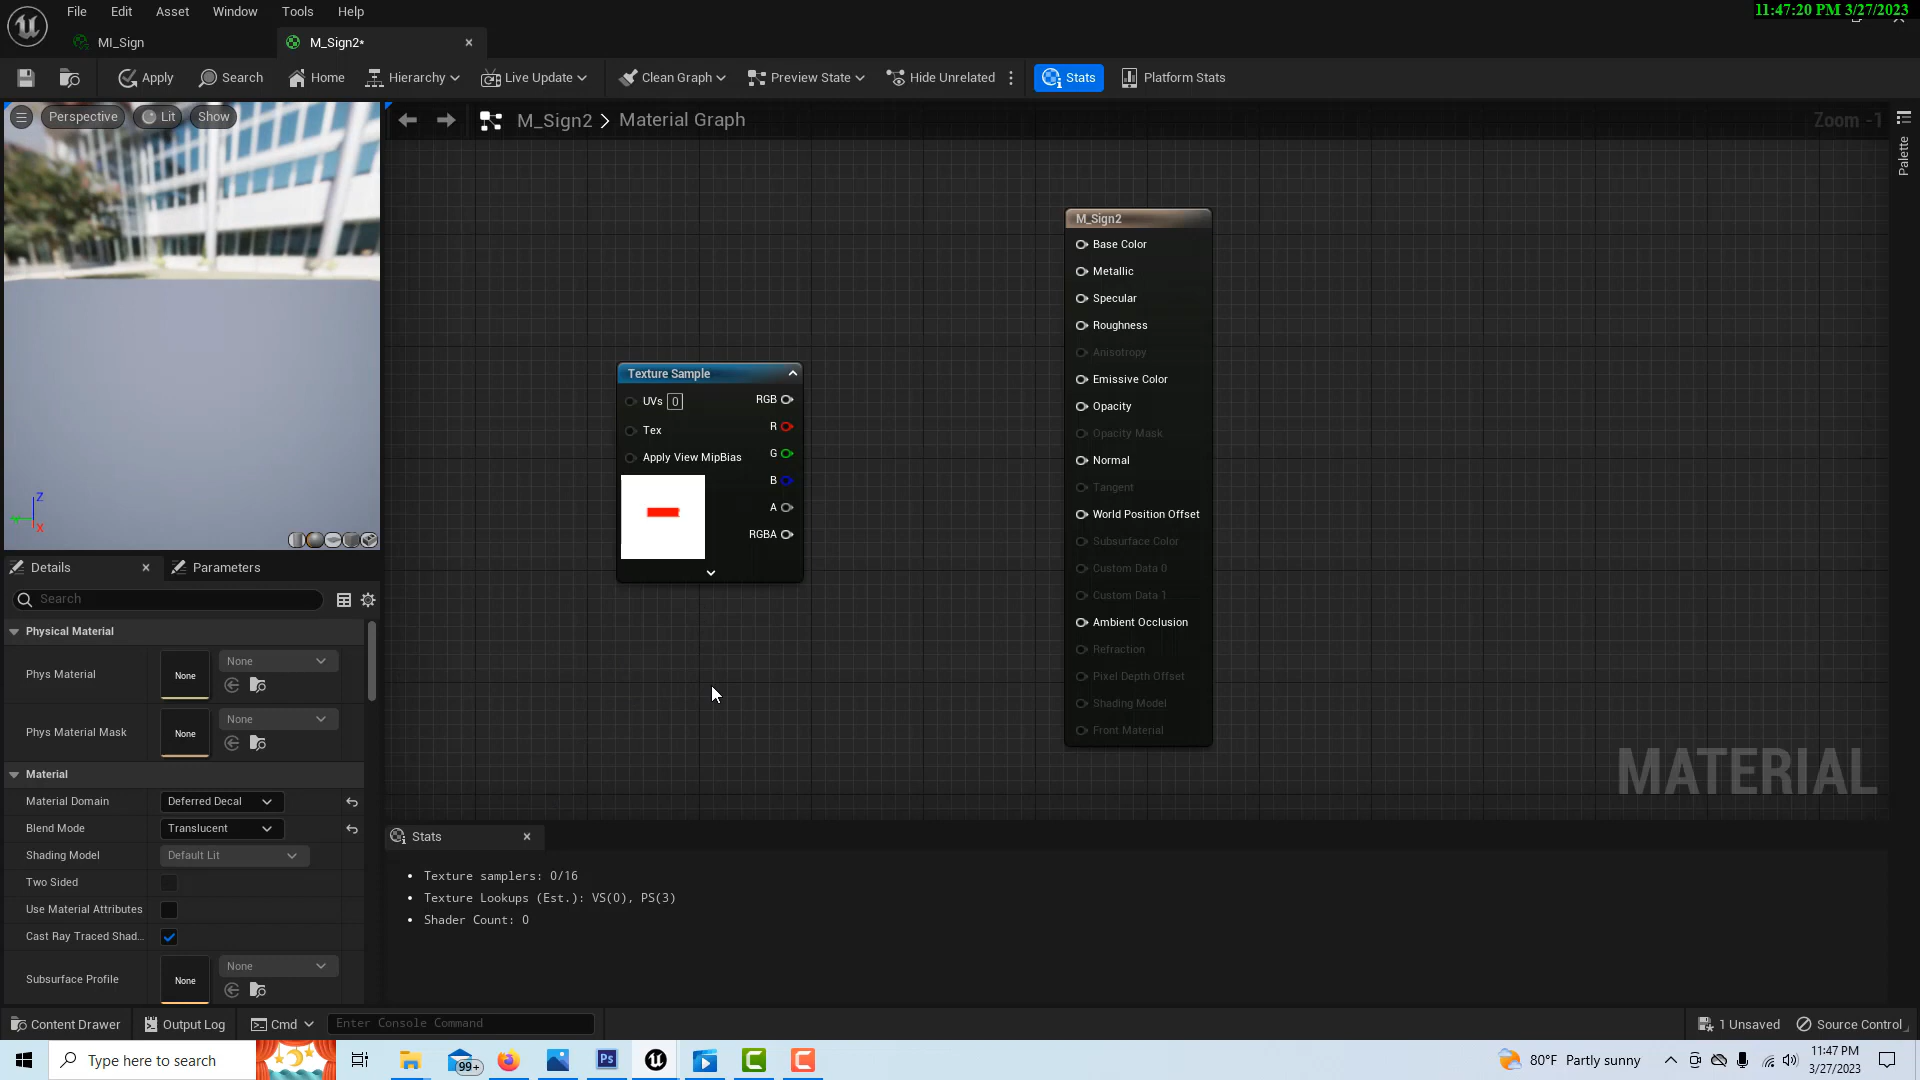 11:47:20 PM 3/27/2023
File Edit Asset Window Tools Help
MI_Sign
M_Sign2*
Apply Search Home Hierarchy Live Update Clean Graph Preview State Hide Unrelated Stats Platform Stats
Perspective Lit Show
M_Sign2 > Material Graph
Zoom -1
Palette
M_Sign2
Base Color
Metallic
Specular
Roughness
Anisotropy
Emissive Color
Opacity
Opacity Mask
Normal
Tangent
World Position Offset
Subsurface Color
Custom Data 0
Custom Data 1
Ambient Occlusion
Refraction
Pixel Depth Offset
Shading Model
Front Material
Texture Sample
UVs 0 RGB
R
Tex
G
Apply View MipBias
B
A
RGBA
MATERIAL
Z
X
Details Parameters
Search
Physical Material
Phys Material None None
Phys Material Mask None None
Material
Material Domain Deferred Decal
Blend Mode Translucent
Shading Model Default Lit
Two Sided
Use Material Attributes
Cast Ray Traced Shad...
Subsurface Profile None None
Stats
• Texture samplers: 0/16
• Texture Lookups (Est.): VS(0), PS(3)
• Shader Count: 0
Content Drawer Output Log Cmd Enter Console Command 1 Unsaved Source Control
Type here to search 99+ Ps 80°F Partly sunny 11:47 PM
3/27/2023